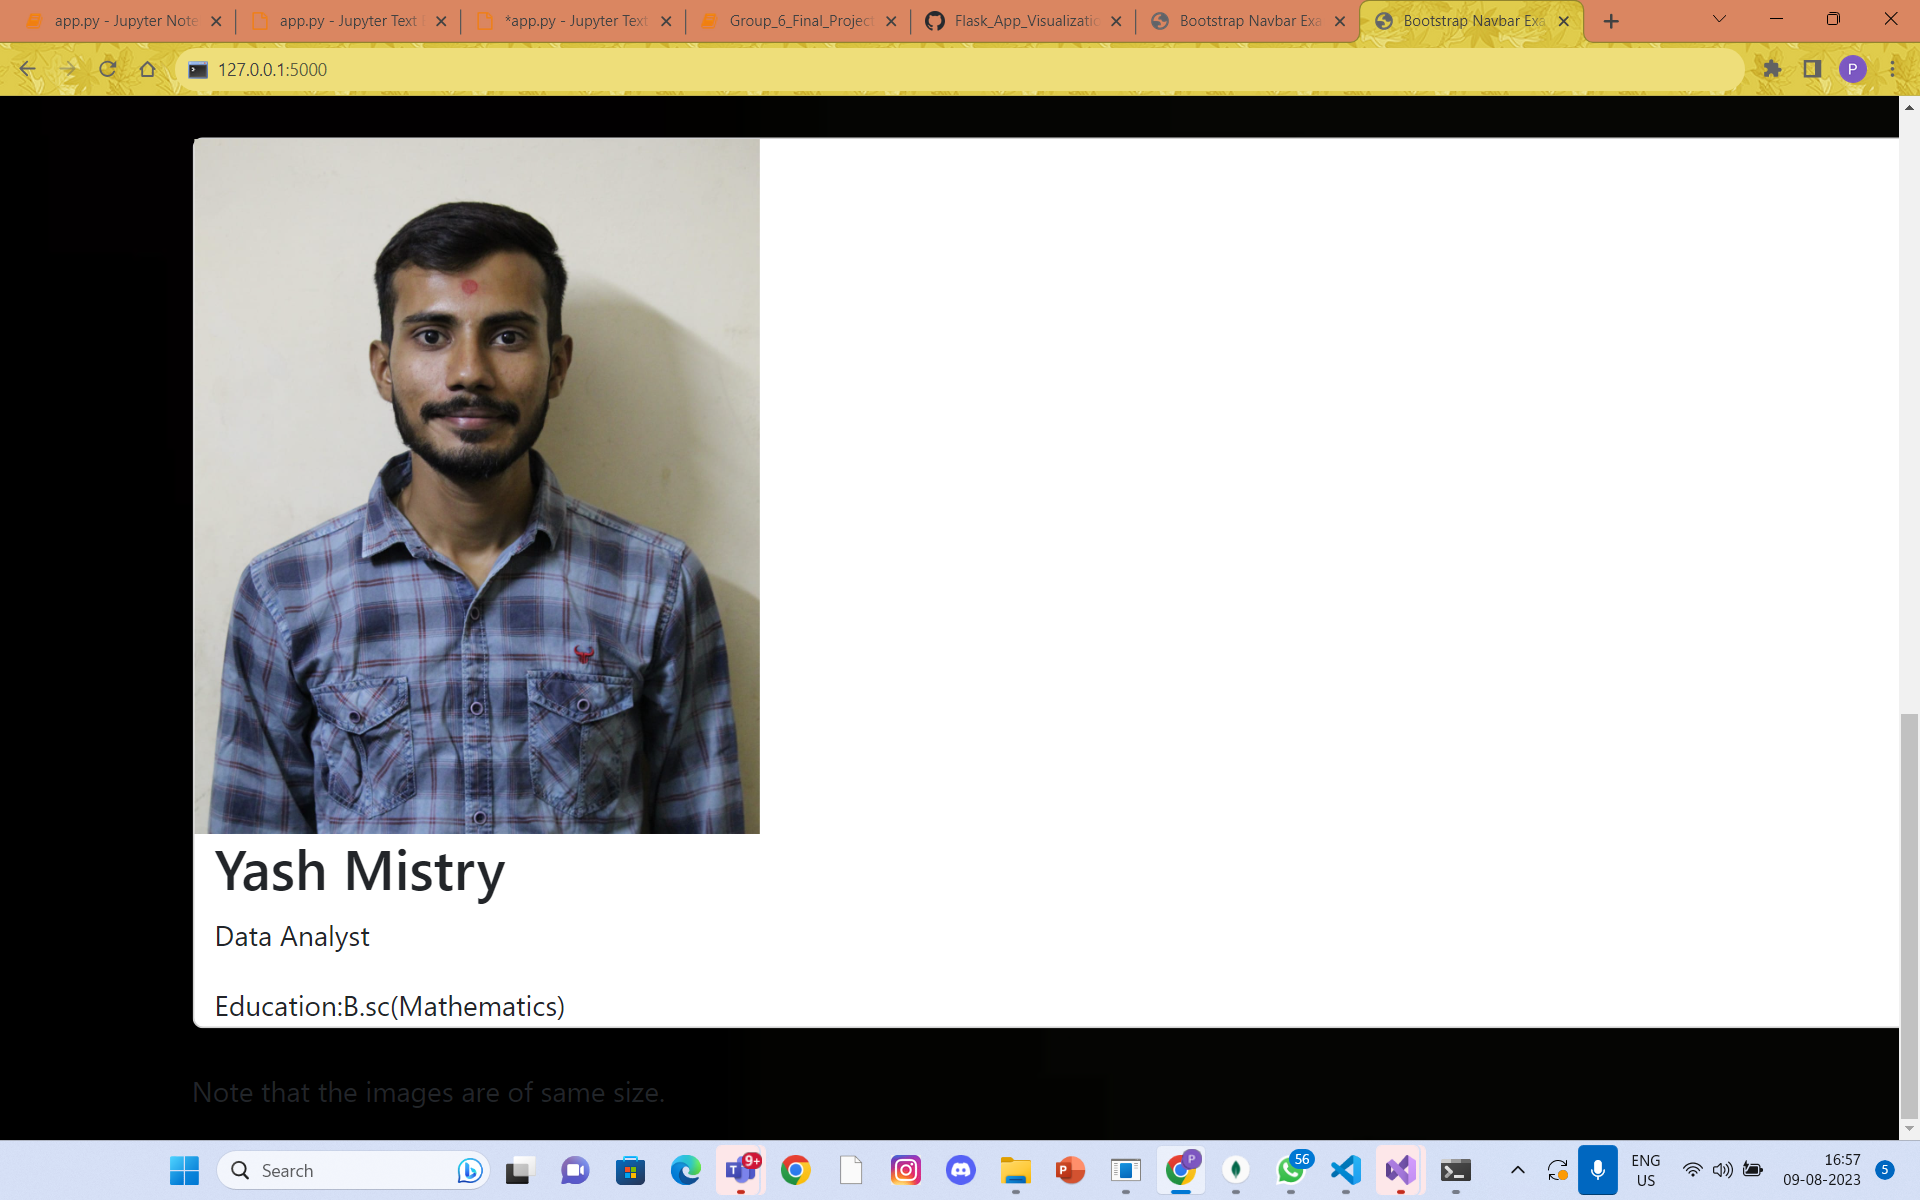 app.py - Jupyter Note
app.py - Jupyter Text
*app.py - Jupyter Text
Group_6_Final_Project
Flask_App_Visualizatio
Bootstrap Navbar Exa
Bootstrap Navbar Exa
127.0.0.1:5000
P
Yash Mistry
Data Analyst
Education:B.sc(Mathematics)
Note that the images are of same size.
Search
T
9+
P
P
56
ENG
US
16:57
09-08-2023
5